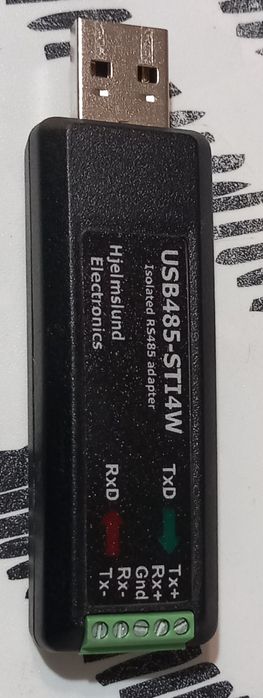 USB485-STI4W
Isolated RS485 adapter
Hjelmslund
Electronics
TxD
RxD
Tx+
Rx+
Gnd
Rx-
Tx-